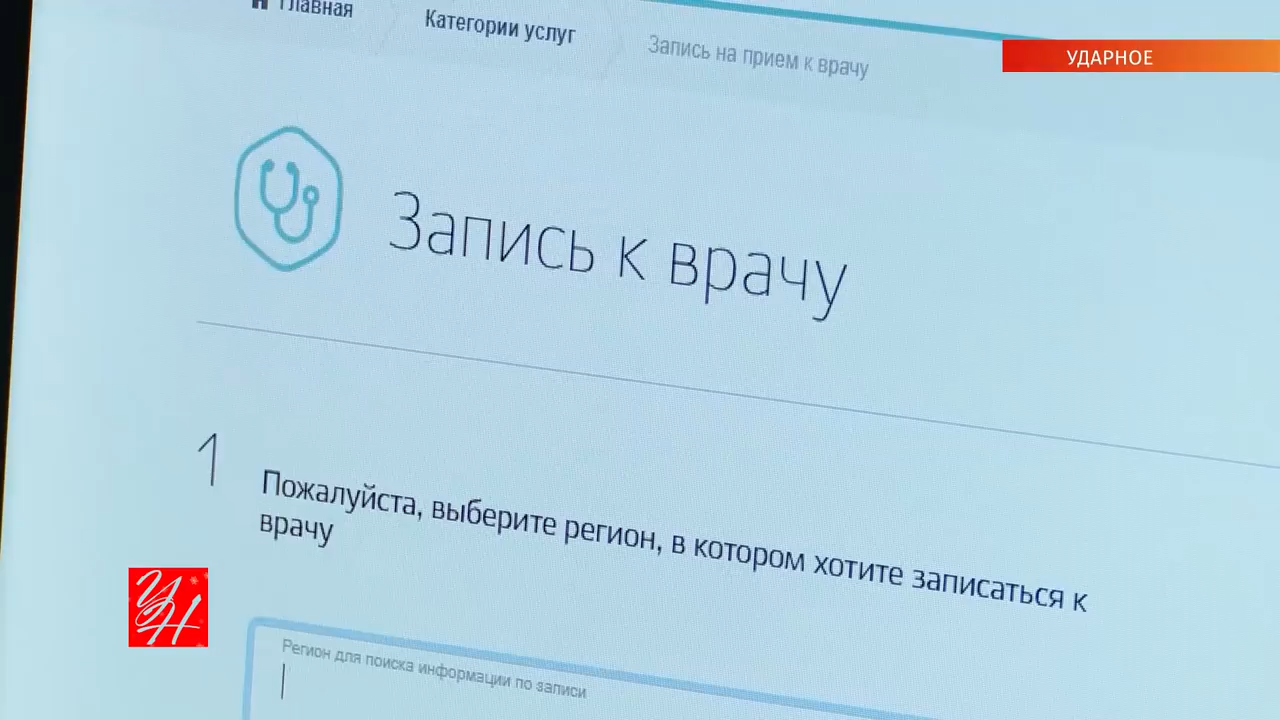 Главная
Категории услуг
Запись на прием к врачу
УДАРНОЕ
Запись к врачу
1
Пожалуйста, выберите регион, в котором хотите записаться к
врачу
УН
Регион для поиска информации по записи